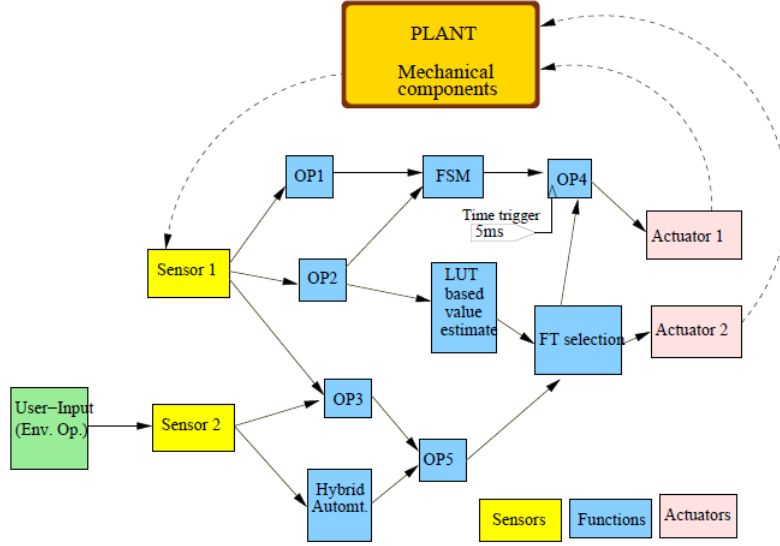 PLANT
Mechanical
components
OP1
FSM
OP4
Time trigger
5ms
Actuator 1
Sensor 1
OP2
LUT
based
value
estimate
FT selection
Actuator 2
User-Input
(Env. Op.)
Sensor 2
OP3
OP5
Hybrid
Automt.
Sensors
Functions
Actuators